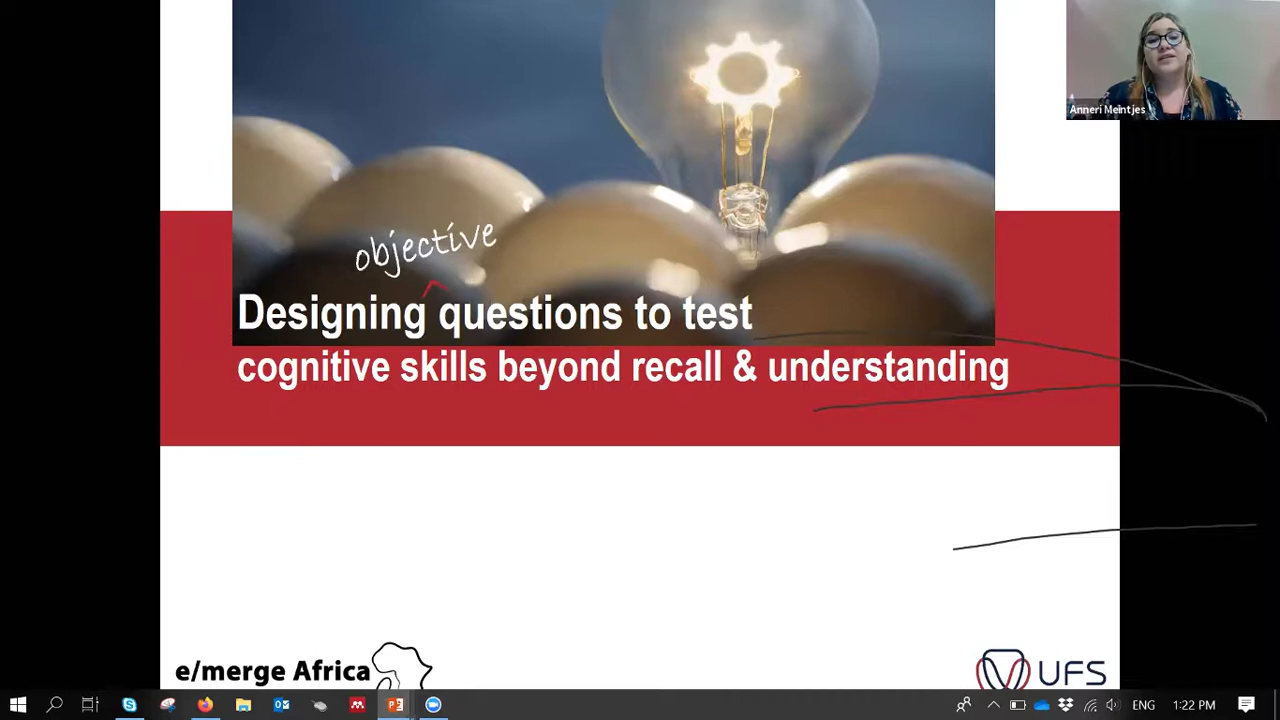 Anneri Meintjes
objective
Designing questions to test
cognitive skills beyond recall & understanding
e/merge Africa
UFS
ENG
1:22 PM